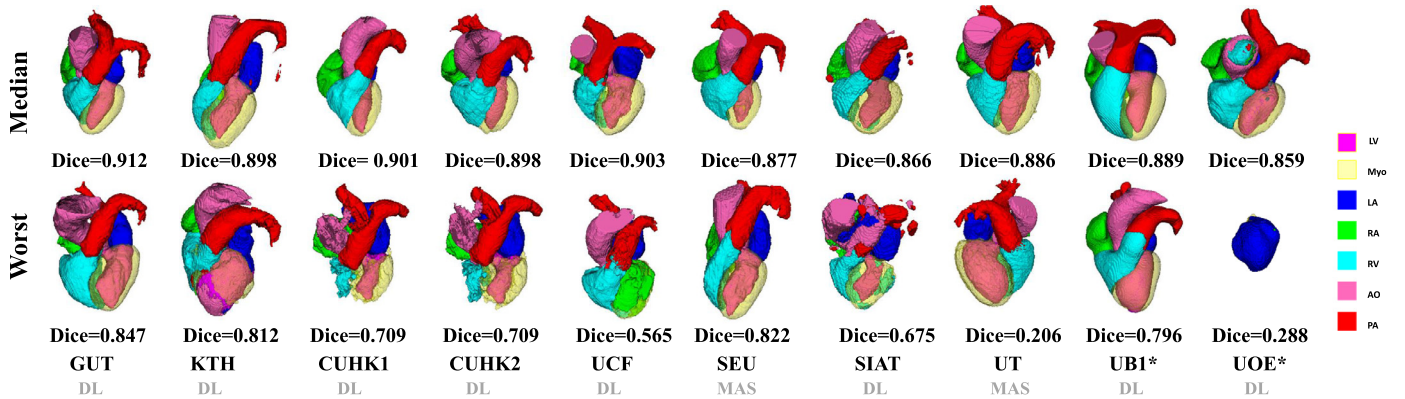 Median
Dice=0.912 Dice=0.898 Dice= 0.901 Dice=0.898 Dice=0.903 Dice=0.877 Dice=0.866 Dice=0.886 Dice=0.889 Dice=0.859
Worst
Dice=0.847 Dice=0.812 Dice=0.709 Dice=0.709 Dice=0.565 Dice=0.822 Dice=0.675 Dice=0.206 Dice=0.796 Dice=0.288
GUT KTH CUHK1 CUHK2 UCF SEU SIAT UT UB1* UOE*
DL DL DL DL DL MAS DL MAS DL DL
LV
Myo
LA
RA
RV
AO
PA